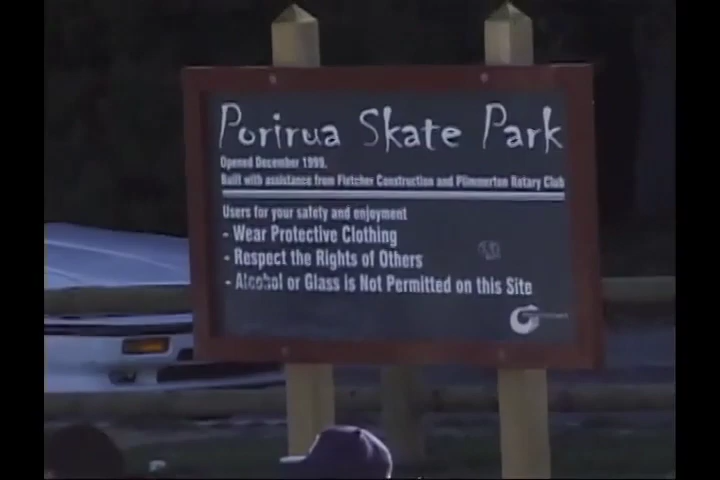 Porirua Skate Park
Opened December 1999.
Built with assistance from Fletcher Construction and Plimmerton Rotary Club
Users for your safety and enjoyment
- Wear Protective Clothing
- Respect the Rights of Others
- Alcohol or Glass is Not Permitted on this Site